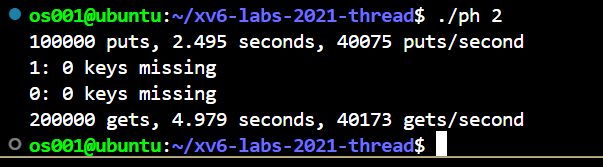 os001@ubuntu:~/xv6-labs-2021-thread$ ./ph 2
100000 puts, 2.495 seconds, 40075 puts/second
1: 0 keys missing
0: 0 keys missing
200000 gets, 4.979 seconds, 40173 gets/second
os001@ubuntu:~/xv6-labs-2021-thread$